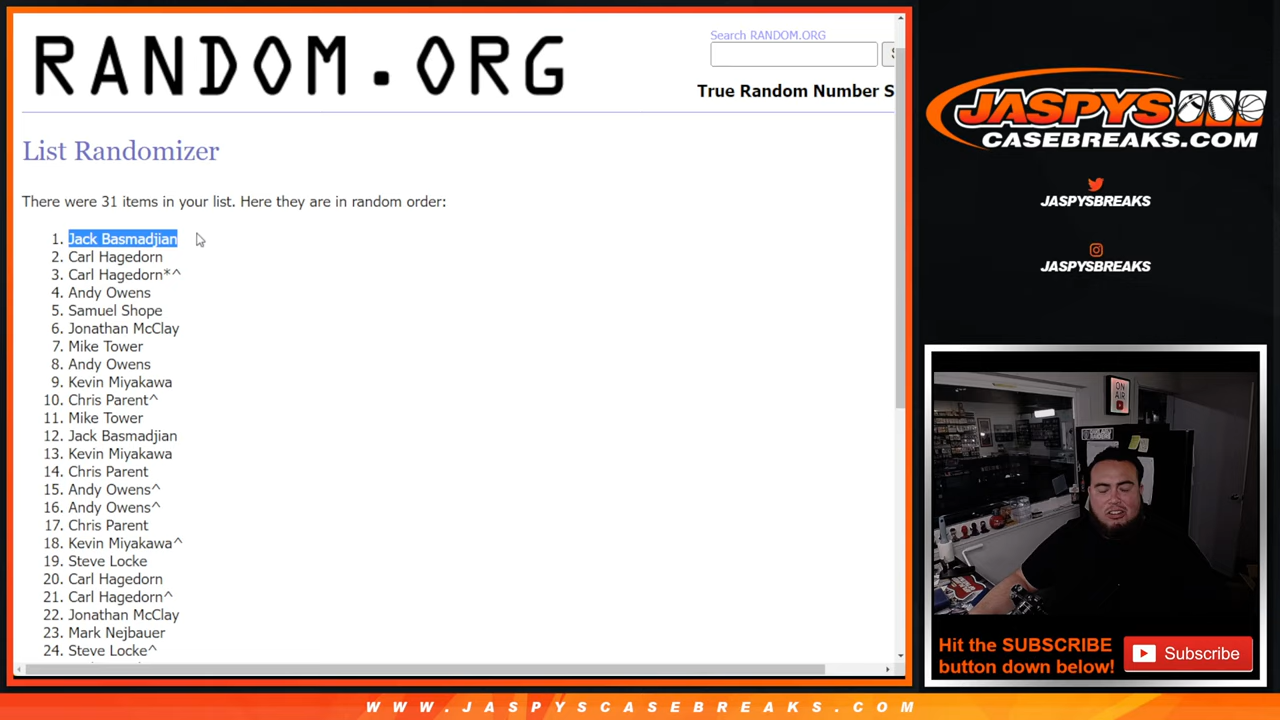 RANDOM.ORG
Search RANDOM.ORG
True Random Number S
List Randomizer
There were 31 items in your list. Here they are in random order:
1. Jack Basmadjian
2. Carl Hagedorn
3. Carl Hagedorn*^
4. Andy Owens
5. Samuel Shope
6. Jonathan McClay
7. Mike Tower
8. Andy Owens
9. Kevin Miyakawa
10. Chris Parent^
11. Mike Tower
12. Jack Basmadjian
13. Kevin Miyakawa
14. Chris Parent
15. Andy Owens^
16. Andy Owens^
17. Chris Parent
18. Kevin Miyakawa^
19. Steve Locke
20. Carl Hagedorn
21. Carl Hagedorn^
22. Jonathan McClay
23. Mark Nejbauer
24. Steve Locke^
JASPYS
CASEBREAKS.COM
JASPYSBREAKS
JASPYSBREAKS
ON
AIR
Hit the SUBSCRIBE
button down below!
Subscribe
WWW.JASPYSCASEBREAKS.COM